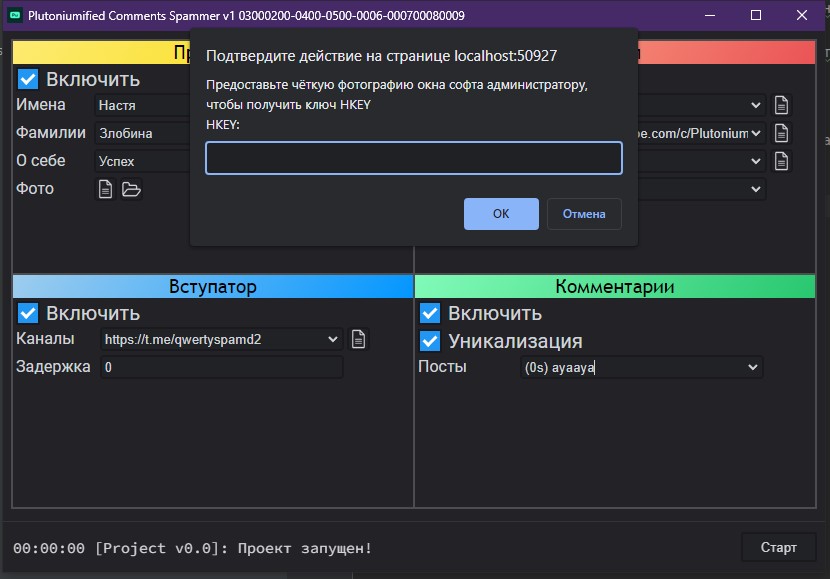 Plutoniumified Comments Spammer v1 03000200-0400-0500-0006-000700080009
Подтвердите действие на странице localhost:50927
Предоставьте чёткую фотографию окна софта администратору,
чтобы получить ключ HKEY
HKEY:
ОК
Отмена
Включить
Имена
Настя
Фамилии
Злобина
be.com/c/Plutonium
О себе
Успех
Фото
Вступатор
Включить
Каналы
https://t.me/qwertyspamd2
Задержка
0
Комментарии
Включить
Уникализация
Посты
(0s) ayaaya
00:00:00 [Project v0.0]: Проект запущен!
Старт